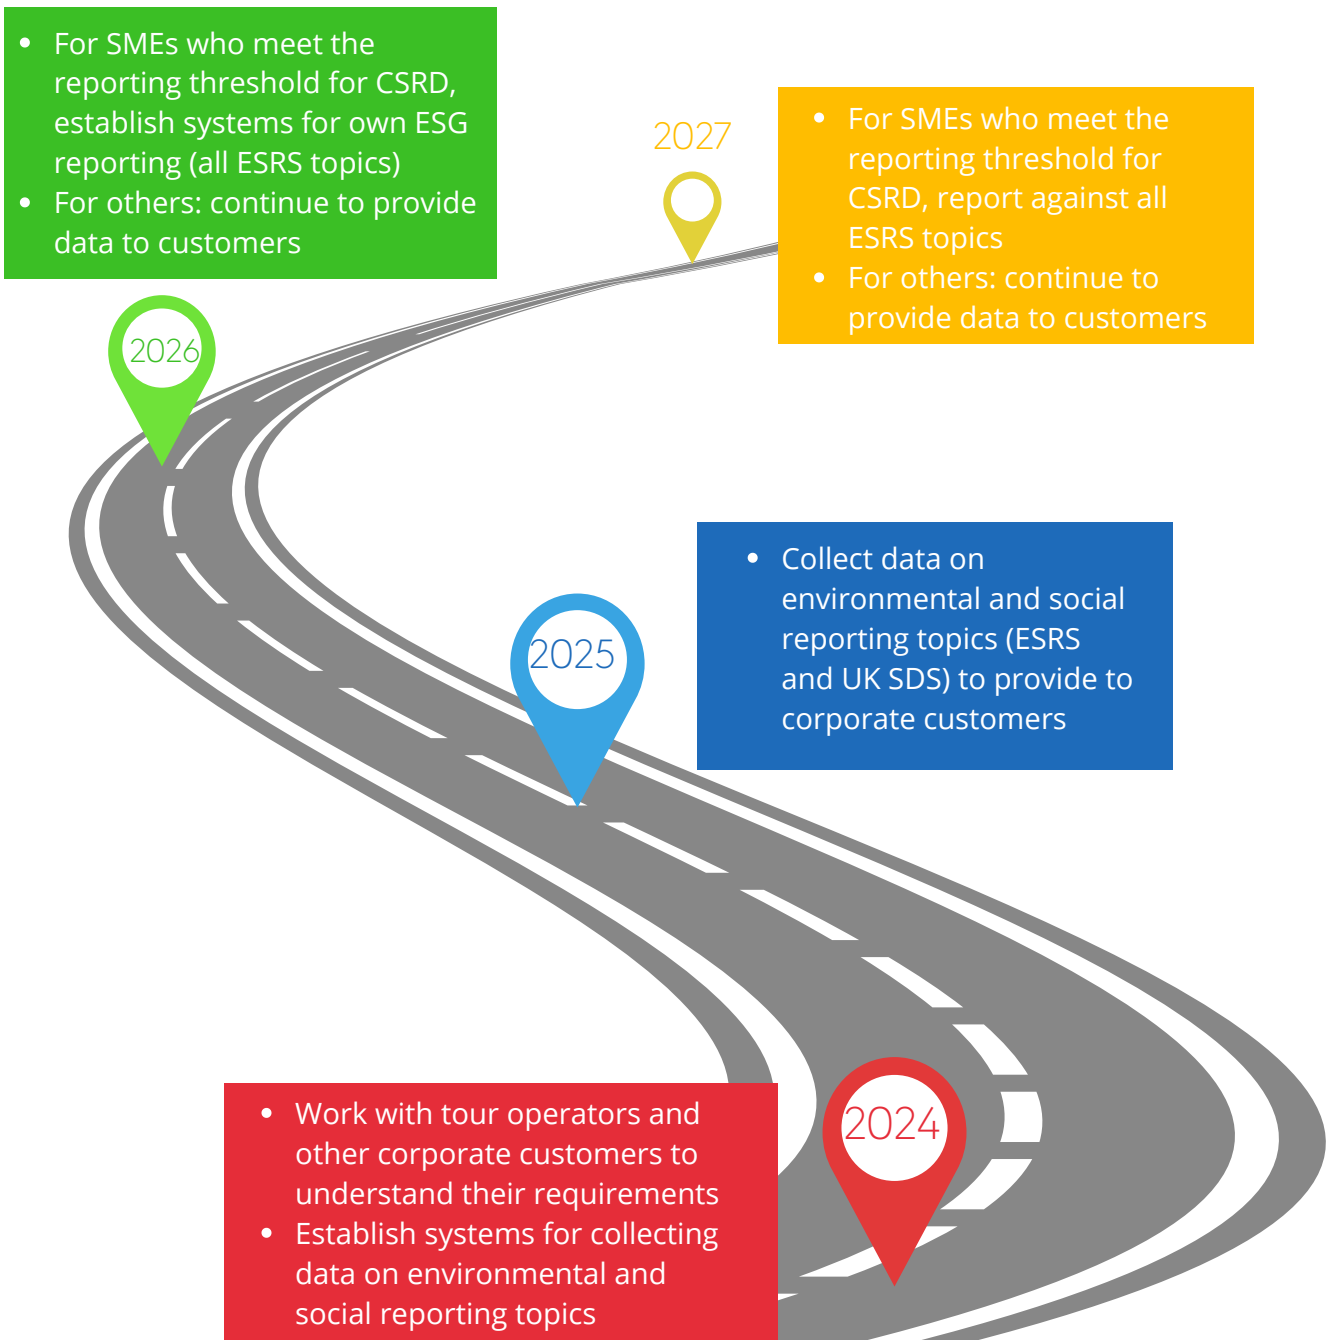 • For SMEs who meet the
reporting threshold for CSRD,
establish systems for own ESG
reporting (all ESRS topics)
• For others: continue to provide
data to customers
2027
• For SMEs who meet the
reporting threshold for
CSRD, report against all
ESRS topics
• For others: continue to
provide data to customers
2026
• Collect data on
environmental and social
reporting topics (ESRS
and UK SDS) to provide to
corporate customers
2025
• Work with tour operators and
other corporate customers to
understand their requirements
• Establish systems for collecting
data on environmental and
social reporting topics
2024